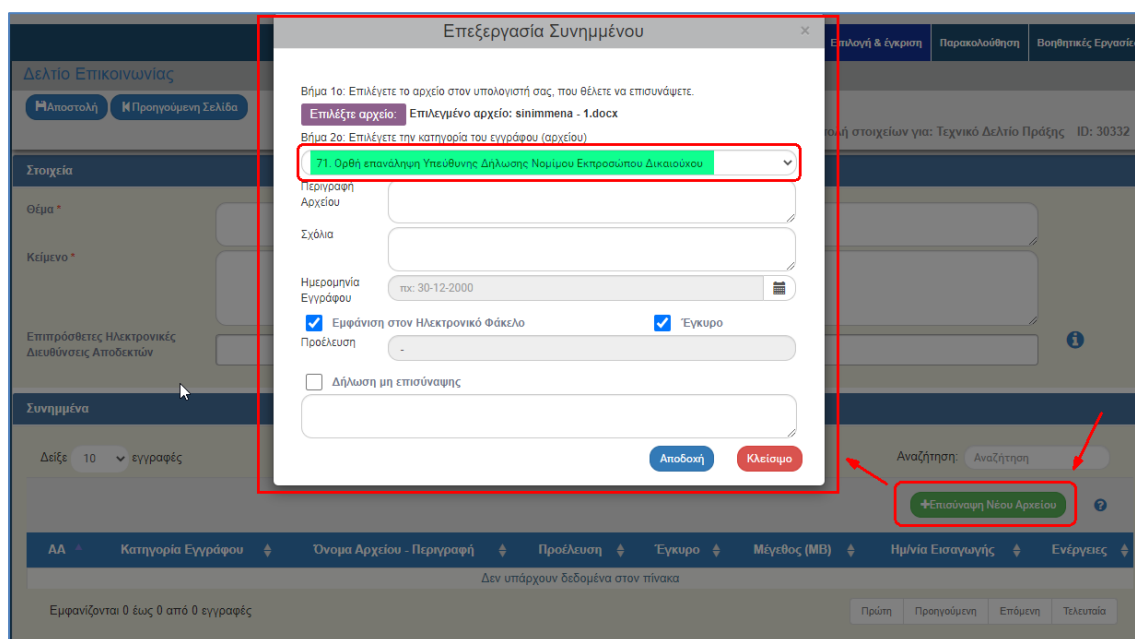 Επεξεργασία Συνημμένου ×
Επιλογή & έγκριση Παρακολούθηση Βοηθητικές Εργασίες
Δελτίο Επικοινωνίας
Αποστολή Προηγούμενη Σελίδα
στοιχείων για: Τεχνικό Δελτίο Πράξης ID: 30332
Βήμα 1ο: Επιλέγετε το αρχείο στον υπολογιστή σας, που θέλετε να επισυνάψετε.
Επιλέξτε αρχείο: Επιλεγμένο αρχείο: sinimmena - 1.docx
Βήμα 2ο: Επιλέγετε την κατηγορία του εγγράφου (αρχείου)
71. Ορθή επανάληψη Υπεύθυνης Δήλωσης Νομίμου Εκπροσώπου Δικαιούχου
Περιγραφή
Αρχείου
Σχόλια
Ημερομηνία
Εγγράφου
πχ: 30-12-2000
Εμφάνιση στον Ηλεκτρονικό Φάκελο Έγκυρο
Προέλευση
-
Δήλωση μη επισύναψης
Αποδοχή Κλείσιμο
Στοιχεία
Θέμα *
Κείμενο *
Επιπρόσθετες Ηλεκτρονικές
Διευθύνσεις Αποδεκτών
Συνημμένα
Δείξε 10 εγγραφές
Αναζήτηση: Αναζήτηση
+Επισύναψη Νέου Αρχείου
ΑΑ Κατηγορία Εγγράφου Όνομα Αρχείου - Περιγραφή Προέλευση Έγκυρο Μέγεθος (MB) Ημ/νία Εισαγωγής Ενέργειες
Δεν υπάρχουν δεδομένα στον πίνακα
Εμφανίζονται 0 έως 0 από 0 εγγραφές
Πρώτη Προηγούμενη Επόμενη Τελευταία